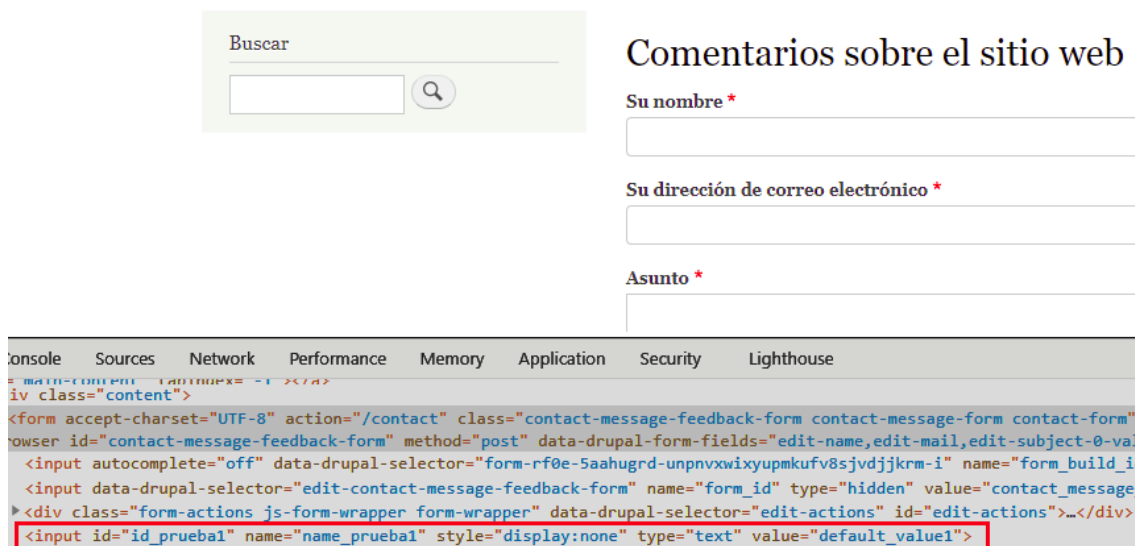 Buscar
Comentarios sobre el sitio web
Su nombre *
Su dirección de correo electrónico *
Asunto *
onsole Sources Network Performance Memory Application Security Lighthouse
="main-content" tabindex="-1"></a>
iv class="content">
<form accept-charset="UTF-8" action="/contact" class="contact-message-feedback-form contact-message-form contact-form"
rowser id="contact-message-feedback-form" method="post" data-drupal-form-fields="edit-name,edit-mail,edit-subject-0-val
<input autocomplete="off" data-drupal-selector="form-rf0e-5aahugrd-unpnvxwixyupmkufv8sjvdjjkrm-i" name="form_build_i
<input data-drupal-selector="edit-contact-message-feedback-form" name="form_id" type="hidden" value="contact_message
<div class="form-actions js-form-wrapper form-wrapper" data-drupal-selector="edit-actions" id="edit-actions">…</div>
<input id="id_prueba1" name="name_prueba1" style="display:none" type="text" value="default_value1">